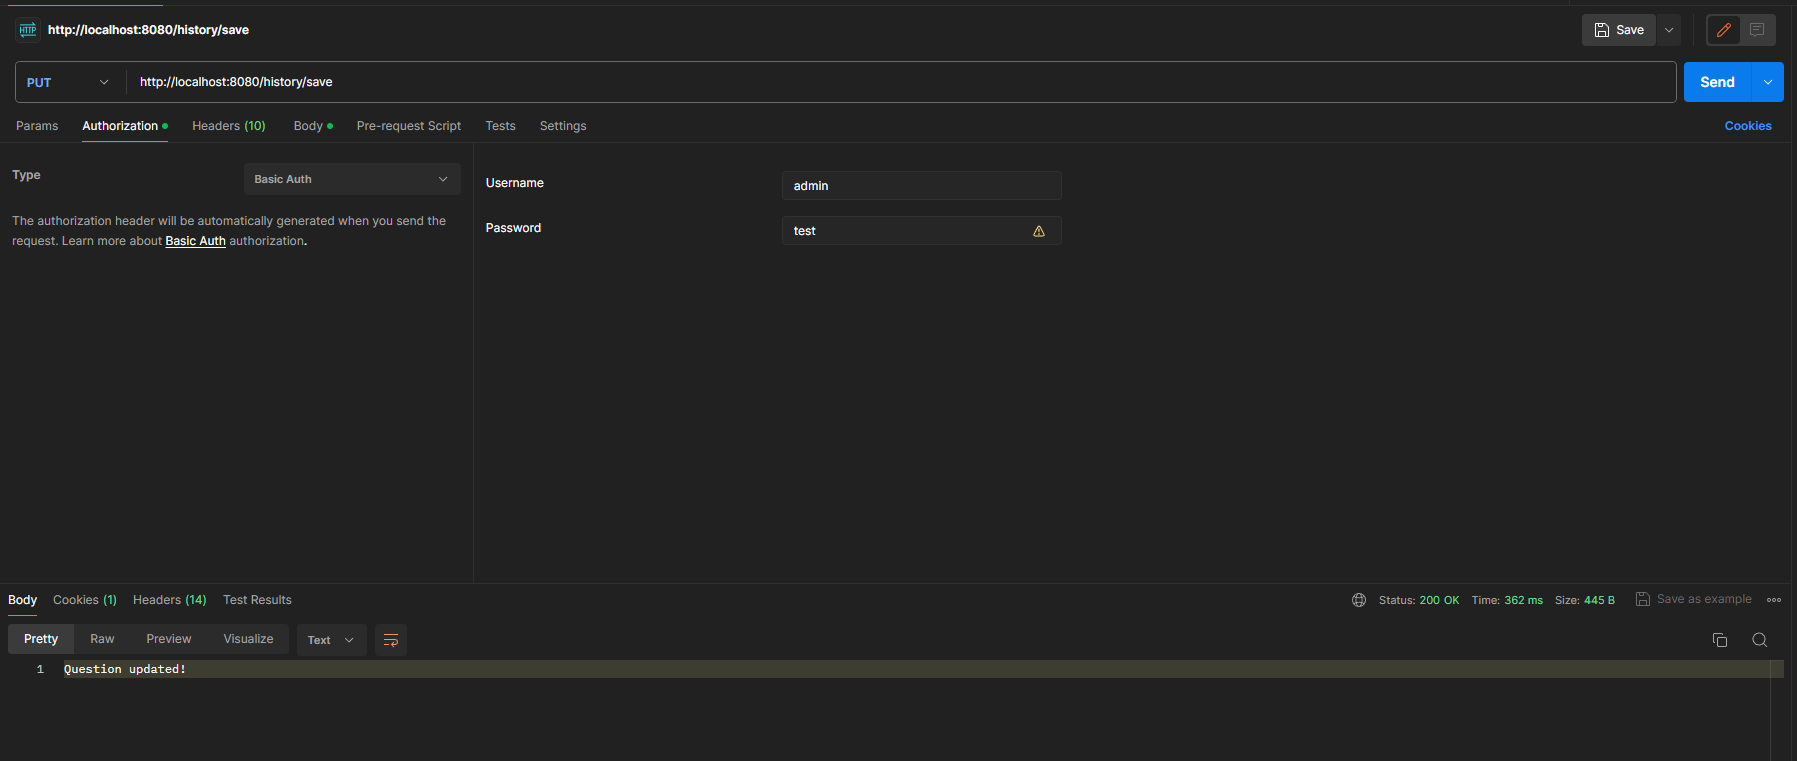 HTTP http://localhost:8080/history/save Save
PUT http://localhost:8080/history/save Send
Params Authorization Headers (10) Body Pre-request Script Tests Settings Cookies
Type Basic Auth
The authorization header will be automatically generated when you send the
request. Learn more about Basic Auth authorization.
Username admin
Password test
Body Cookies (1) Headers (14) Test Results Status: 200 OK Time: 362 ms Size: 445 B Save as example
Pretty Raw Preview Visualize Text
1 Question updated!